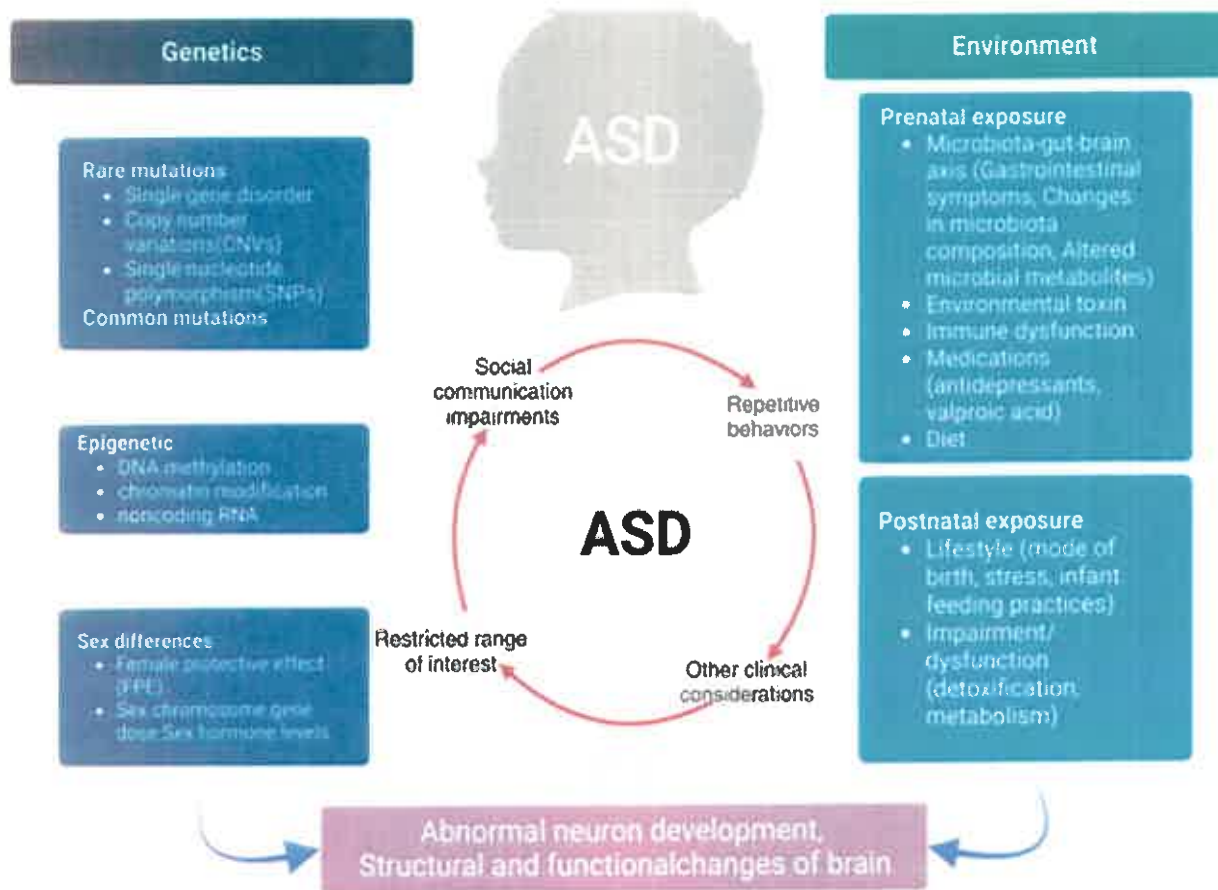 Genetics
Rare mutations
• Single gene disorder
• Copy number
variations(CNVs)
• Single nucleotide
polymorphism(SNPs)
Common mutations
Epigenetic
• DNA methylation
• chromatin modification
• noncoding RNA
Sex differences
• Female protective effect
(FPE)
• Sex chromosome gene
dose Sex hormone levels
ASD
Social
communication
impairments
Repetitive
behaviors
ASD
Restricted range
of interest
Other clinical
considerations
Environment
Prenatal exposure
• Microbiota-gut-brain
axis (Gastrointestinal
symptoms, Changes
in microbiota
composition, Altered
microbial metabolites)
• Environmental toxin
• Immune dysfunction
• Medications
(antidepressants,
valproic acid)
• Diet
Postnatal exposure
• Lifestyle (mode of
birth, stress, infant
feeding practices)
• Impairment/
dysfunction
(detoxification,
metabolism)
Abnormal neuron development,
Structural and functionalchanges of brain